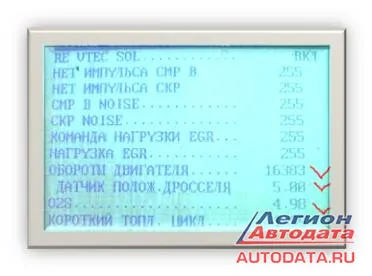 RE VTEC SOL............ ВКЛ
НЕТ ИМПУЛЬСА CMP B 255
НЕТ ИМПУЛЬСА CKP 255
CMP B NOISE............ 255
CKP NOISE.............. 255
КОМАНДА НАГРУЗКИ EGR... 255
НАГРУЗКА EGR........... 255
ОБОРОТЫ ДВИГАТЕЛЯ...... 16383
ДАТЧИК ПОЛОЖ.ДРОССЕЛЯ 5.00
O2S.................... 4.98
КОРОТКИЙ ТОПЛ. ЦИКЛ
Легион
Автодата
AUTODATA.RU